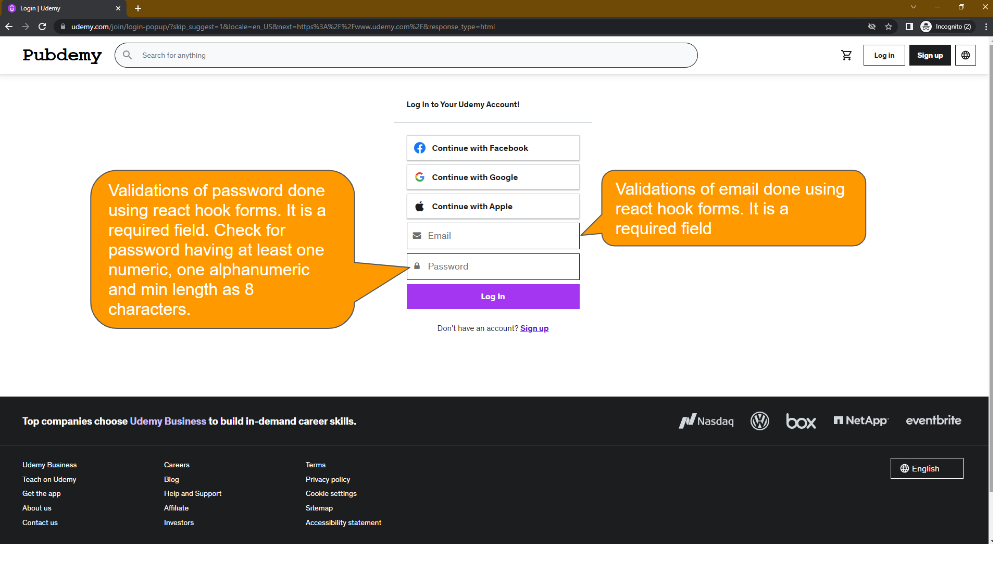 Login | Udemy
udemy.com/join/login-popup/?skip_suggest=1&locale=en_US&next=https%3A%2F%2Fwww.udemy.com%2F&response_type=html
Incognito (2)
Pubdemy
Search for anything
Log in
Sign up
Log In to Your Udemy Account!
Continue with Facebook
Continue with Google
Continue with Apple
Email
Password
Log In
Don't have an account? Sign up
Validations of password done
using react hook forms. It is a
required field. Check for
password having at least one
numeric, one alphanumeric
and min length as 8
characters.
Validations of email done using
react hook forms. It is a
required field
Top companies choose Udemy Business to build in-demand career skills.
Nasdaq
box
NetApp
eventbrite
Udemy Business
Teach on Udemy
Get the app
About us
Contact us
Careers
Blog
Help and Support
Affiliate
Investors
Terms
Privacy policy
Cookie settings
Sitemap
Accessibility statement
English